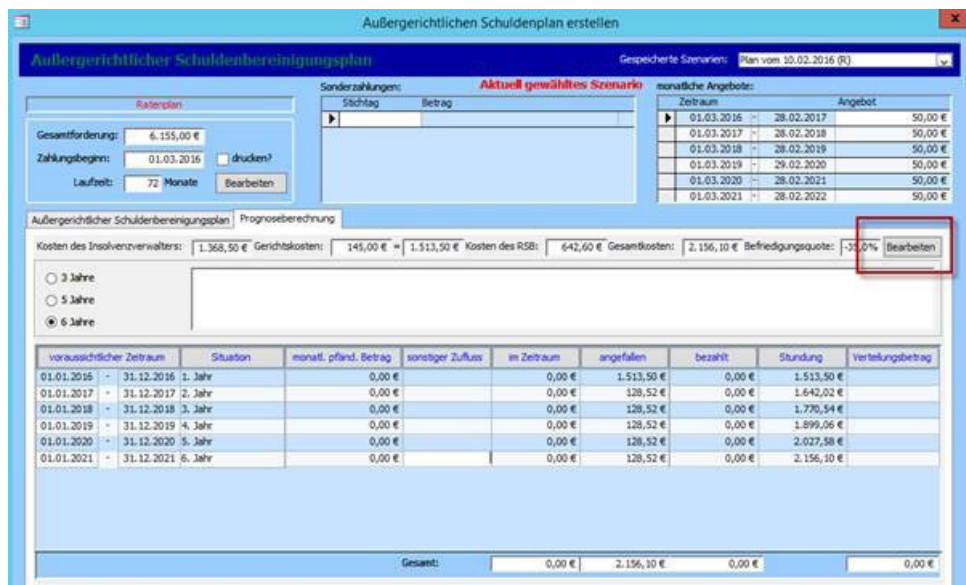 Außergerichtlichen Schuldenplan erstellen
x
Außergerichtlicher Schuldenbereinigungsplan
Gespeicherte Szenarien: Plan vom 10.02.2016 (R)
Ratenplan
Gesamtforderung: 6.155,00 €
Zahlungsbeginn: 01.03.2016 drucken?
Laufzeit: 72 Monate Bearbeiten
Sonderzahlungen: Aktuell gewähltes Szenario
Stichtag Betrag
monatliche Angebote:
Zeitraum Angebot
01.03.2016 - 28.02.2017 50,00 €
01.03.2017 - 28.02.2018 50,00 €
01.03.2018 - 28.02.2019 50,00 €
01.03.2019 - 29.02.2020 50,00 €
01.03.2020 - 28.02.2021 50,00 €
01.03.2021 - 28.02.2022 50,00 €
Außergerichtlicher Schuldenbereinigungsplan Prognoseberechnung
Kosten des Insolvenzverwalters: 1.368,50 € Gerichtskosten: 145,00 € = 1.513,50 € Kosten des RSB: 642,60 € Gesamtkosten: 2.156,10 € Befriedigungsquote: -35,0% Bearbeiten
3 Jahre
5 Jahre
6 Jahre
voraussichtlicher Zeitraum Situation monatl. pfänd. Betrag sonstiger Zufluss im Zeitraum angefallen bezahlt Stundung Verteilungsbetrag
01.01.2016 - 31.12.2016 1. Jahr 0,00 € 0,00 € 1.513,50 € 0,00 € 1.513,50 €
01.01.2017 - 31.12.2017 2. Jahr 0,00 € 0,00 € 128,52 € 0,00 € 1.642,02 €
01.01.2018 - 31.12.2018 3. Jahr 0,00 € 0,00 € 128,52 € 0,00 € 1.770,54 €
01.01.2019 - 31.12.2019 4. Jahr 0,00 € 0,00 € 128,52 € 0,00 € 1.899,06 €
01.01.2020 - 31.12.2020 5. Jahr 0,00 € 0,00 € 128,52 € 0,00 € 2.027,58 €
01.01.2021 - 31.12.2021 6. Jahr 0,00 € 0,00 € 128,52 € 0,00 € 2.156,10 €
Gesamt: 0,00 € 2.156,10 € 0,00 € 0,00 €